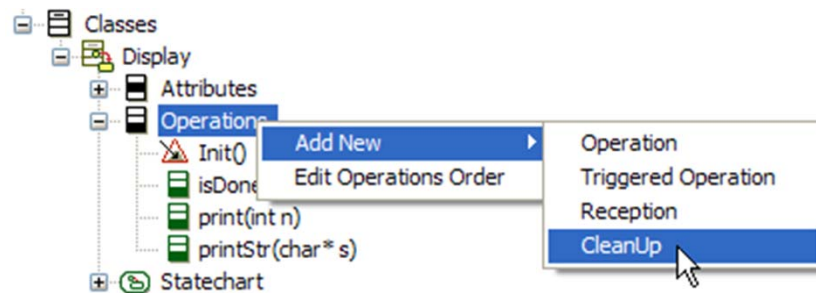 Classes
Display
Attributes
Operations
Add New
Edit Operations Order
Operation
Triggered Operation
Reception
CleanUp
Init()
isDone
print(int n)
printStr(char* s)
Statechart